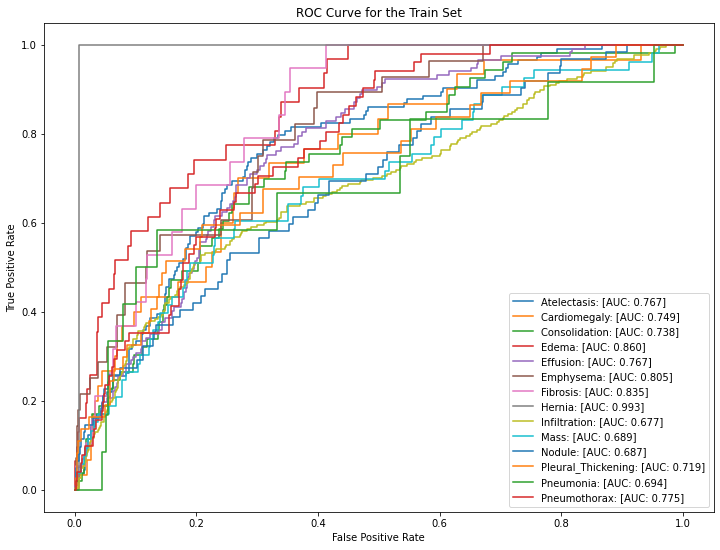 ROC Curve for the Train Set
True Positive Rate
1.0
0.8
0.6
0.4
0.2
0.0
Atelectasis: [AUC: 0.767]
Cardiomegaly: [AUC: 0.749]
Consolidation: [AUC: 0.738]
Edema: [AUC: 0.860]
Effusion: [AUC: 0.767]
Emphysema: [AUC: 0.805]
Fibrosis: [AUC: 0.835]
Hernia: [AUC: 0.993]
Infiltration: [AUC: 0.677]
Mass: [AUC: 0.689]
Nodule: [AUC: 0.687]
Pleural_Thickening: [AUC: 0.719]
Pneumonia: [AUC: 0.694]
Pneumothorax: [AUC: 0.775]
0.0 0.2 0.4 0.6 0.8 1.0
False Positive Rate